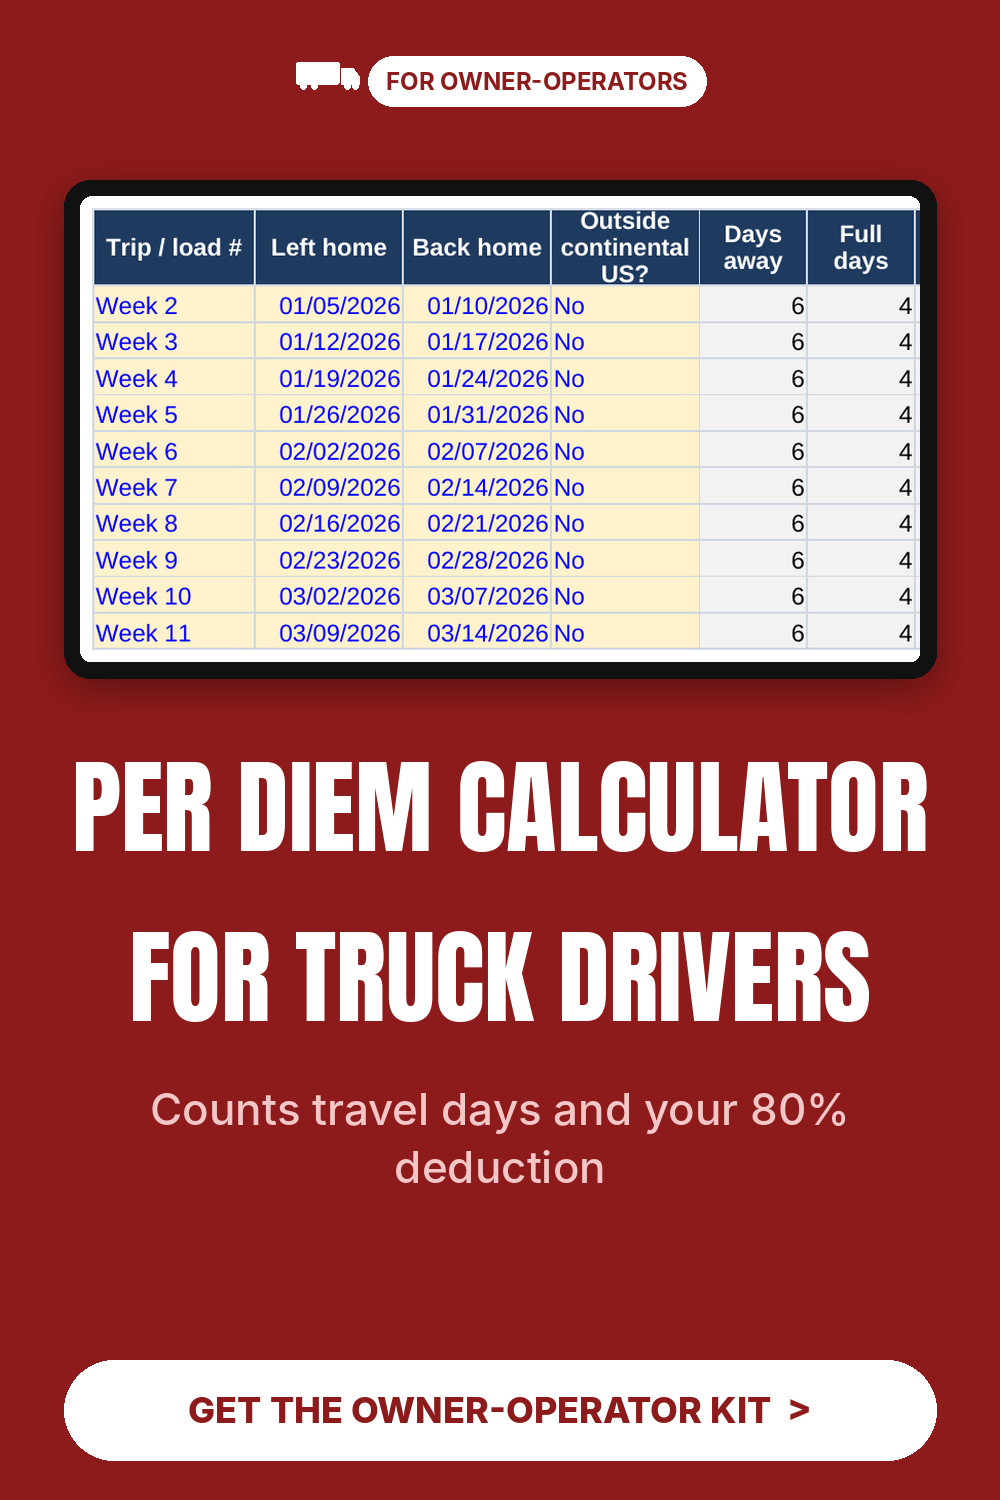 FOR OWNER-OPERATORS
Trip / load # Left home Back home Outside continental US? Days away Full days
Week 2 01/05/2026 01/10/2026 No 6 4
Week 3 01/12/2026 01/17/2026 No 6 4
Week 4 01/19/2026 01/24/2026 No 6 4
Week 5 01/26/2026 01/31/2026 No 6 4
Week 6 02/02/2026 02/07/2026 No 6 4
Week 7 02/09/2026 02/14/2026 No 6 4
Week 8 02/16/2026 02/21/2026 No 6 4
Week 9 02/23/2026 02/28/2026 No 6 4
Week 10 03/02/2026 03/07/2026 No 6 4
Week 11 03/09/2026 03/14/2026 No 6 4
PER DIEM CALCULATOR
FOR TRUCK DRIVERS
Counts travel days and your 80%
deduction
GET THE OWNER-OPERATOR KIT >